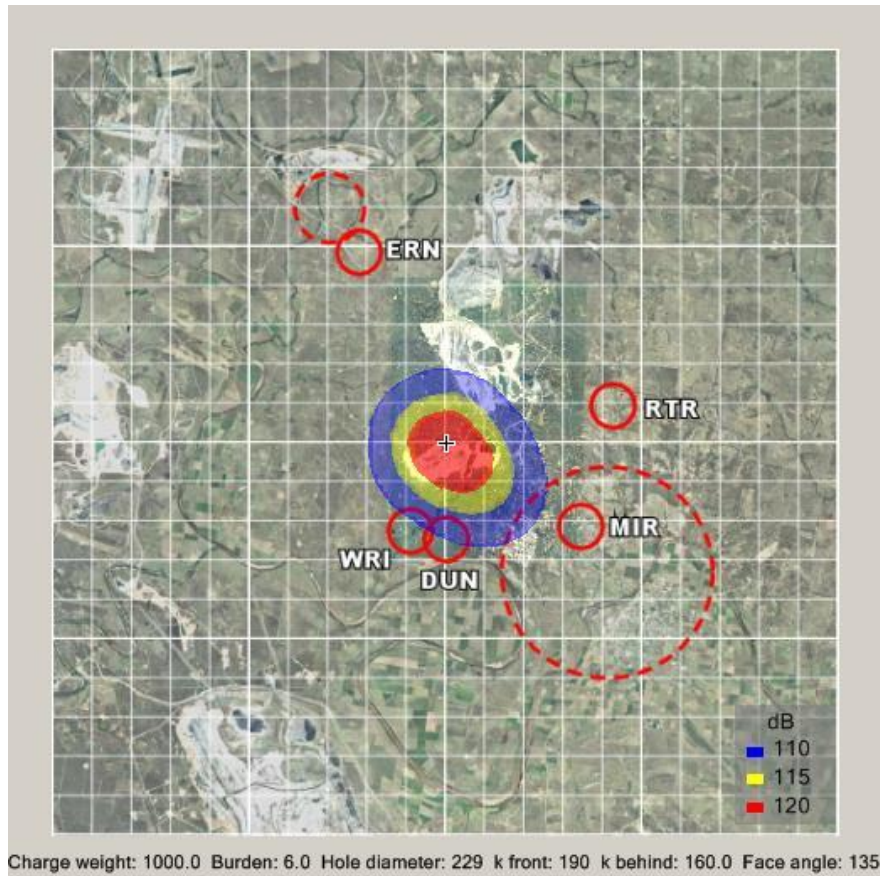 ERN
RTR
MIR
WRI
DUN
dB
110
115
120
Charge weight: 1000.0 Burden: 6.0 Hole diameter: 229 k front: 190 k behind: 160.0 Face angle: 135